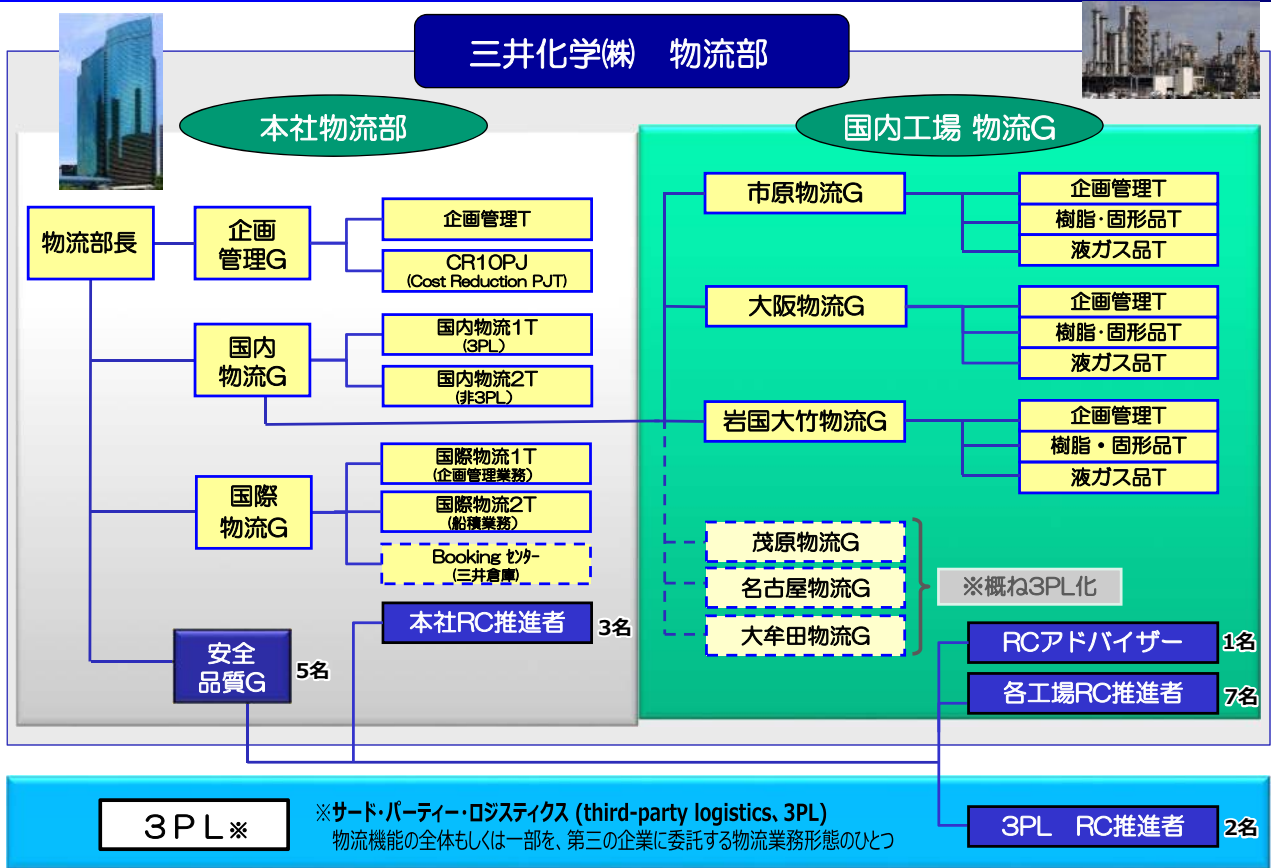 三井化学㈱　物流部
本社物流部
国内工場 物流G
物流部長
企画
管理G
企画管理T
CR10PJ
(Cost Reduction PJT)
国内
物流G
国内物流1T
(3PL)
国内物流2T
(非3PL)
国際
物流G
国際物流1T
(企画管理業務)
国際物流2T
(船積業務)
Booking ｾﾝﾀｰ
(三井倉庫)
安全
品質G
5名
本社RC推進者
3名
市原物流G
企画管理T
樹脂・固形品T
液ガス品T
大阪物流G
企画管理T
樹脂・固形品T
液ガス品T
岩国大竹物流G
企画管理T
樹脂・固形品T
液ガス品T
茂原物流G
名古屋物流G
大牟田物流G
※概ね3PL化
RCアドバイザー
1名
各工場RC推進者
7名
３ＰＬ※
※サード・パーティー・ロジスティクス (third-party logistics、3PL)
物流機能の全体もしくは一部を、第三の企業に委託する物流業務形態のひとつ
3PL　RC推進者
2名